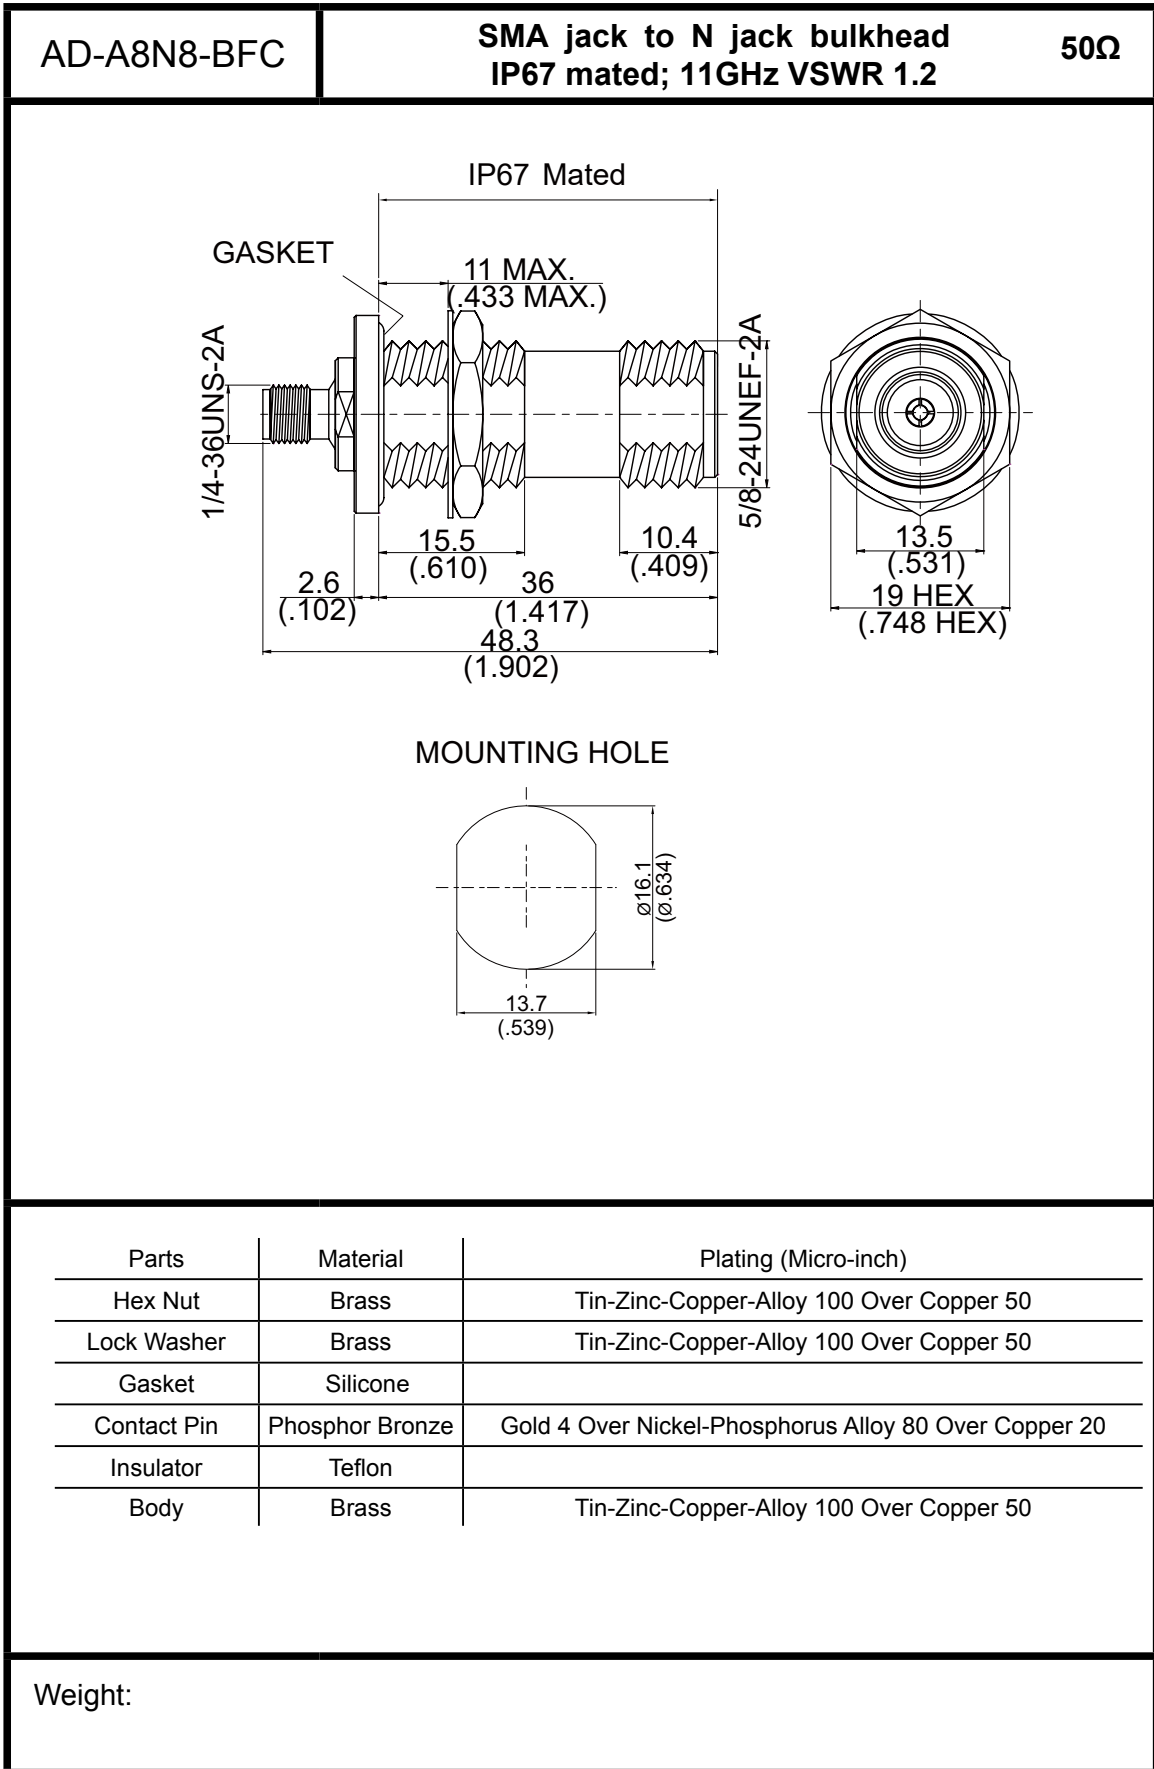 AD-A8N8-BFC
SMA jack to N jack bulkhead
IP67 mated; 11GHz VSWR 1.2
50Ω
IP67 Mated
GASKET
11 MAX.
(.433 MAX.)
1/4-36UNS-2A
5/8-24UNEF-2A
15.5
(.610)
10.4
(.409)
2.6
(.102)
36
(1.417)
48.3
(1.902)
13.5
(.531)
19 HEX
(.748 HEX)
MOUNTING HOLE
ø16.1
(ø.634)
13.7
(.539)
Parts Material Plating (Micro-inch)
Hex Nut Brass Tin-Zinc-Copper-Alloy 100 Over Copper 50
Lock Washer Brass Tin-Zinc-Copper-Alloy 100 Over Copper 50
Gasket Silicone
Contact Pin Phosphor Bronze Gold 4 Over Nickel-Phosphorus Alloy 80 Over Copper 20
Insulator Teflon
Body Brass Tin-Zinc-Copper-Alloy 100 Over Copper 50
Weight: